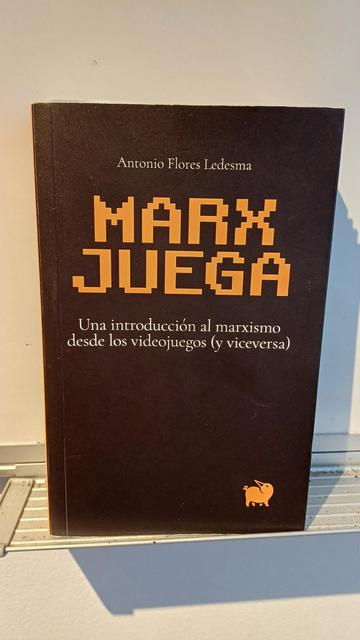 Antonio Flores Ledesma
MARX
JUEGA
Una introducción al marxismo
desde los videojuegos (y viceversa)